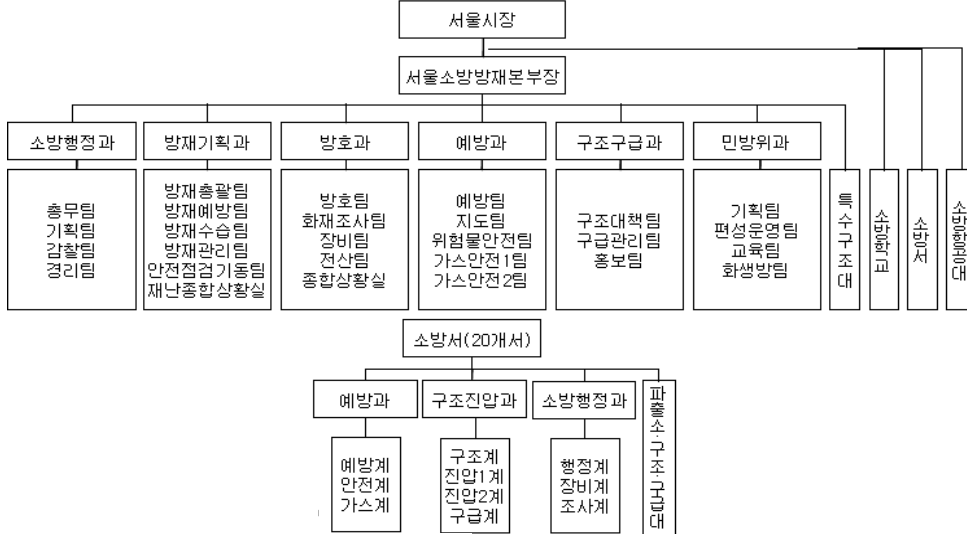 서울시장
서울소방방재본부장
소방행정과
방재기획과
방호과
예방과
구조구급과
민방위과
총무팀
기획팀
감찰팀
경리팀
방재총괄팀
방재예방팀
방재수습팀
방재관리팀
안전점검기동팀
재난종합상황실
방호팀
화재조사팀
장비팀
전산팀
종합상황실
예방팀
지도팀
위험물안전팀
가스안전1팀
가스안전2팀
구조대책팀
구급관리팀
홍보팀
기획팀
편성운영팀
교육팀
화생방팀
특수구조대
소방학교
소방서
소방항공대
소방서(20개서)
예방과
구조진압과
소방행정과
파출소·구조·구급대
예방계
안전계
가스계
구조계
진압1계
진압2계
구급계
행정계
장비계
조사계